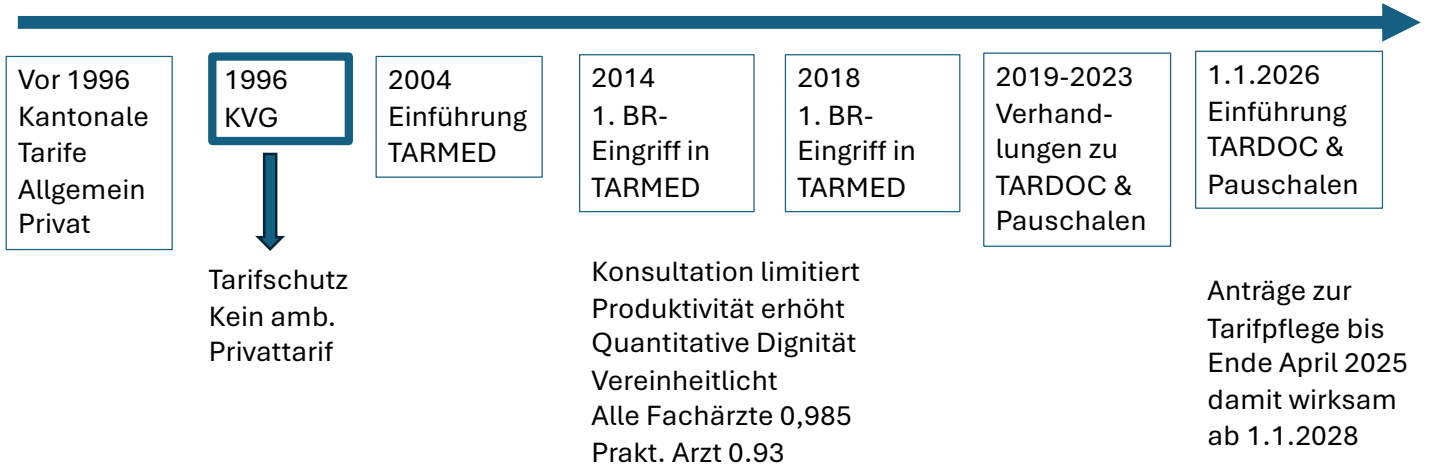 Vor 1996
Kantonale
Tarife
Allgemein
Privat
1996
KVG
Tarifschutz
Kein amb.
Privattarif
2004
Einführung
TARMED
2014
1. BR-
Eingriff in
TARMED
2018
1. BR-
Eingriff in
TARMED
Konsultation limitiert
Produktivität erhöht
Quantitative Dignität
Vereinheitlicht
Alle Fachärzte 0,985
Prakt. Arzt 0.93
2019-2023
Verhand-
lungen zu
TARDOC &
Pauschalen
1.1.2026
Einführung
TARDOC &
Pauschalen
Anträge zur
Tarifpflege bis
Ende April 2025
damit wirksam
ab 1.1.2028